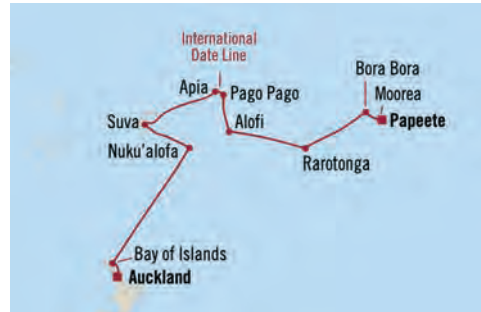 International
Date Line
Bora Bora
Apia
Pago Pago
Moorea
Suva
Alofi
Papeete
Nuku'alofa
Rarotonga
Bay of Islands
Auckland